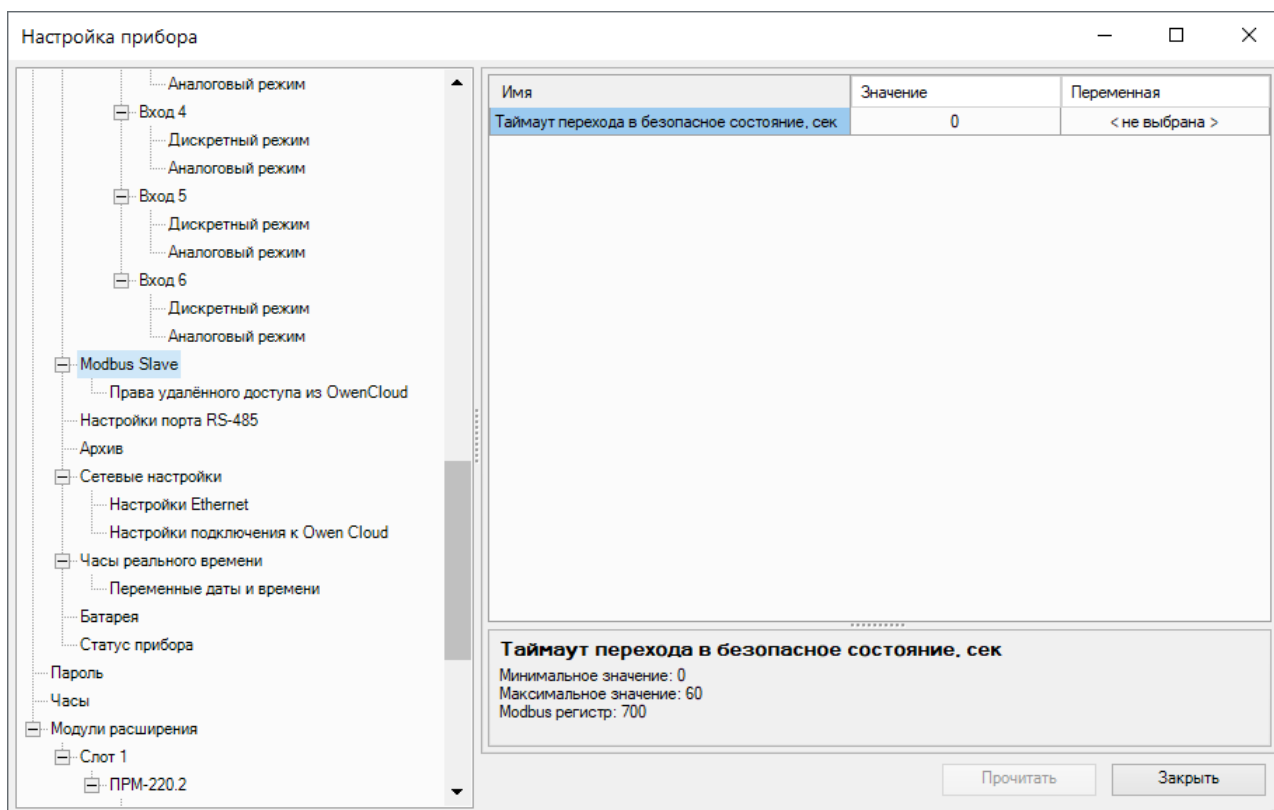 Настройка прибора
Аналоговый режим
Вход 4
Дискретный режим
Аналоговый режим
Вход 5
Дискретный режим
Аналоговый режим
Вход 6
Дискретный режим
Аналоговый режим
Modbus Slave
Права удалённого доступа из OwenCloud
Настройки порта RS-485
Архив
Сетевые настройки
Настройки Ethernet
Настройки подключения к Owen Cloud
Часы реального времени
Переменные даты и времени
Батарея
Статус прибора
Пароль
Часы
Модули расширения
Слот 1
ПРМ-220.2
Имя Значение Переменная
Таймаут перехода в безопасное состояние, сек 0 < не выбрана >
Таймаут перехода в безопасное состояние, сек
Минимальное значение: 0
Максимальное значение: 60
Modbus регистр: 700
Прочитать Закрыть